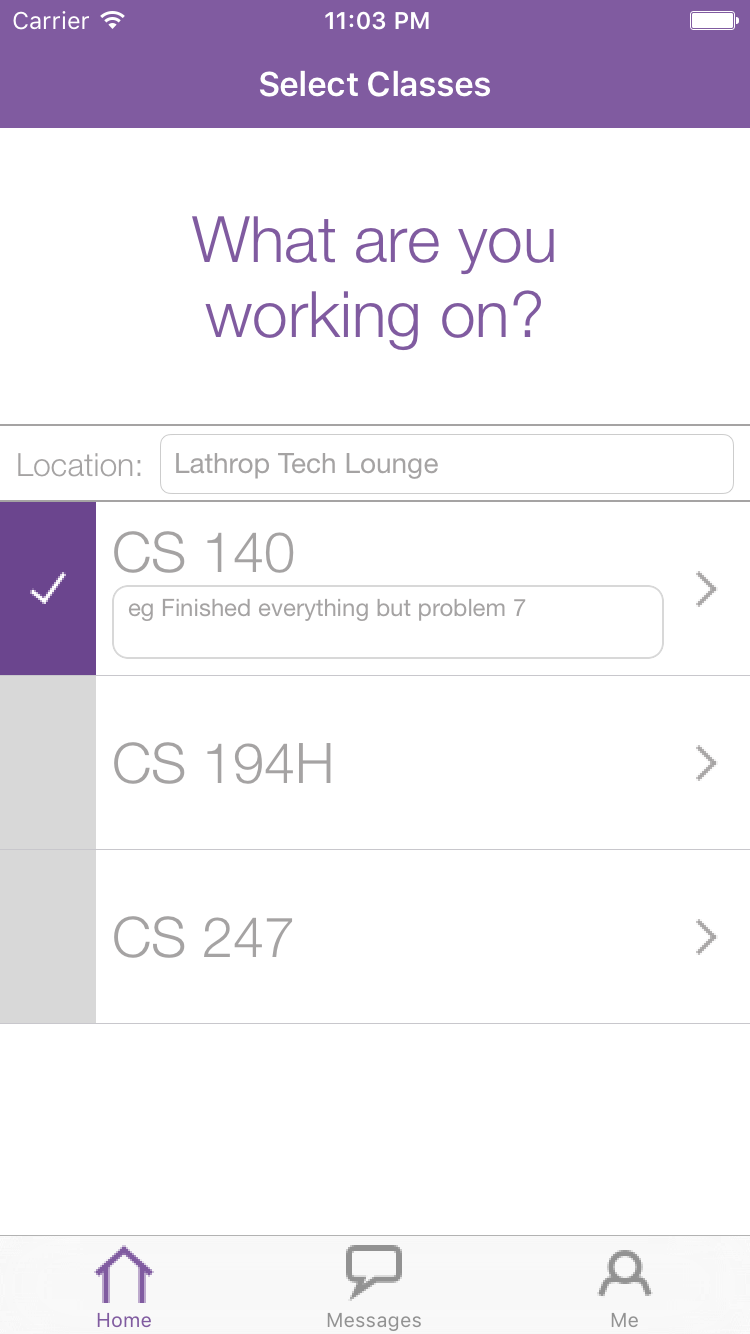 Carrier 11:03 PM
Select Classes
What are you
working on?
Location: Lathrop Tech Lounge
CS 140
eg Finished everything but problem 7
CS 194H
CS 247
Home Messages Me